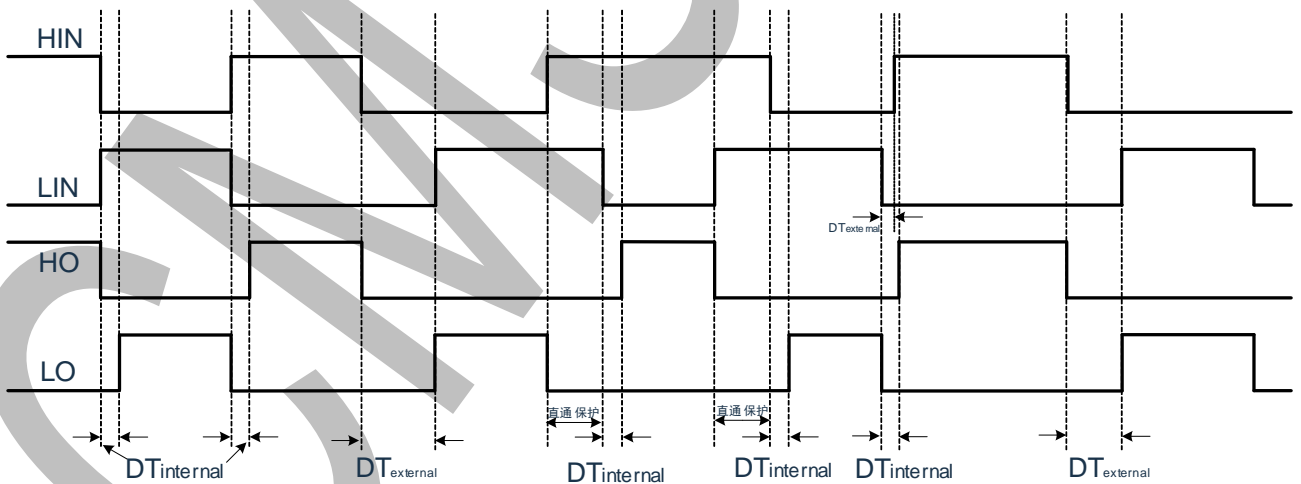 HIN
LIN
DTexternal
HO
LO
直通保护 直通保护
DTinternal DTexternal DTinternal DTinternal DTinternal DTexternal